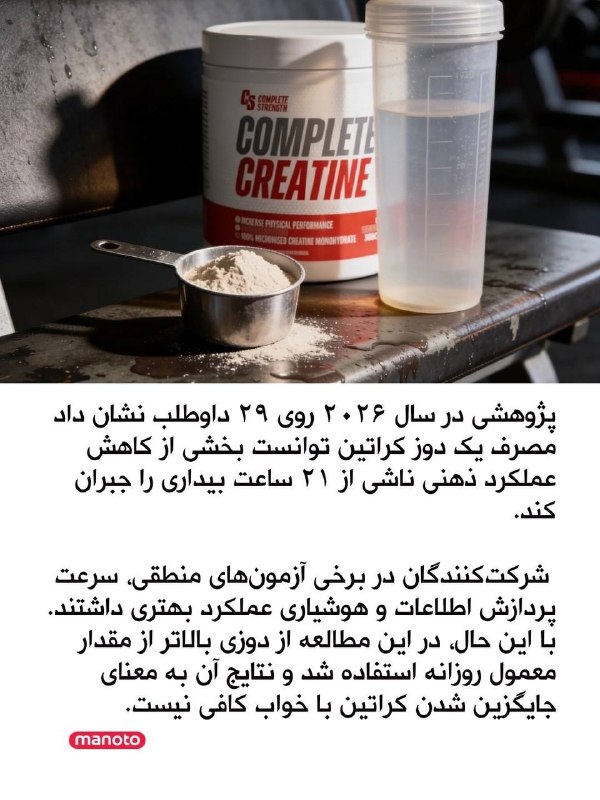 CS COMPLETE
STRENGTH
COMPLETE
CREATINE
INCREASE PHYSICAL PERFORMANCE
100% MICRONISED CREATINE MONOHYDRATE
پژوهشی در سال ۲۰۲۶ روی ۲۹ داوطلب نشان داد
مصرف یک دوز کراتین توانست بخشی از کاهش
عملکرد ذهنی ناشی از ۲۱ ساعت بیداری را جبران
کند.
شرکت‌کنندگان در برخی آزمون‌های منطقی، سرعت
پردازش اطلاعات و هوشیاری عملکرد بهتری داشتند.
با این حال، در این مطالعه از دوزی بالاتر از مقدار
معمول روزانه استفاده شد و نتایج آن به معنای
جایگزین شدن کراتین با خواب کافی نیست.
manoto